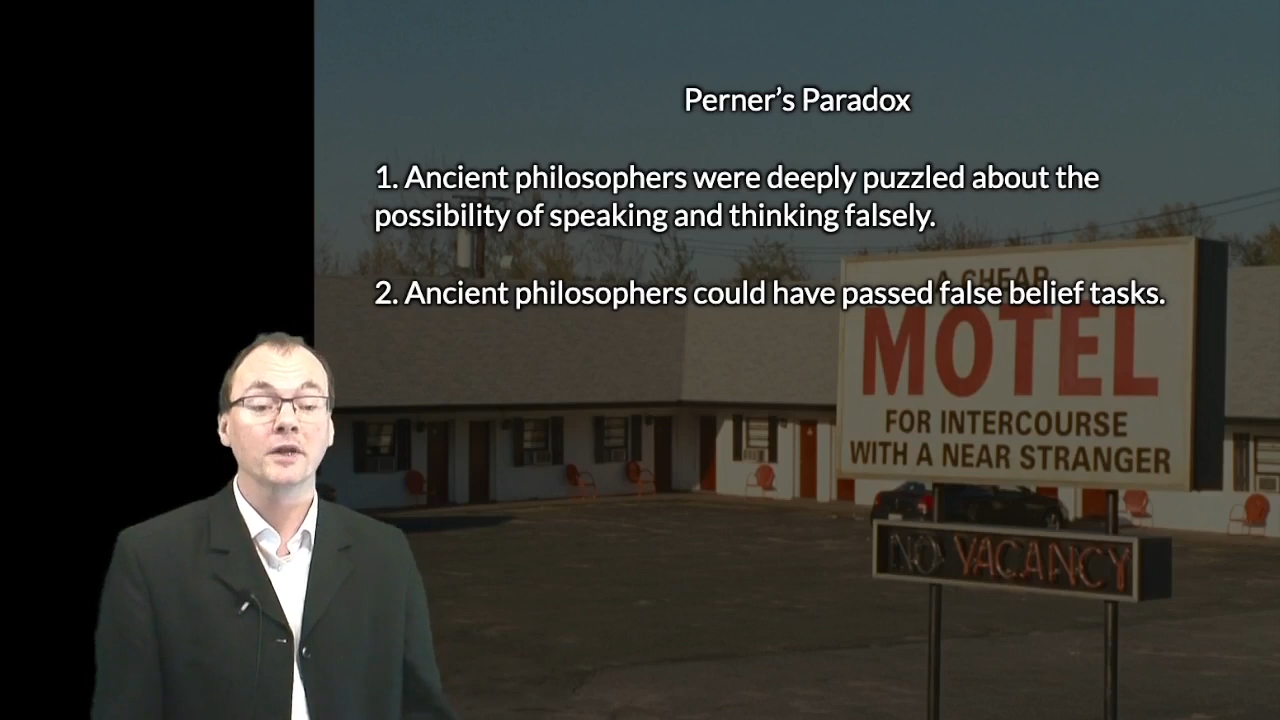 Perner's Paradox
1. Ancient philosophers were deeply puzzled about the
possibility of speaking and thinking falsely.
2. Ancient philosophers could have passed false belief tasks.
A CHEAP
MOTEL
FOR INTERCOURSE
WITH A NEAR STRANGER
NO VACANCY